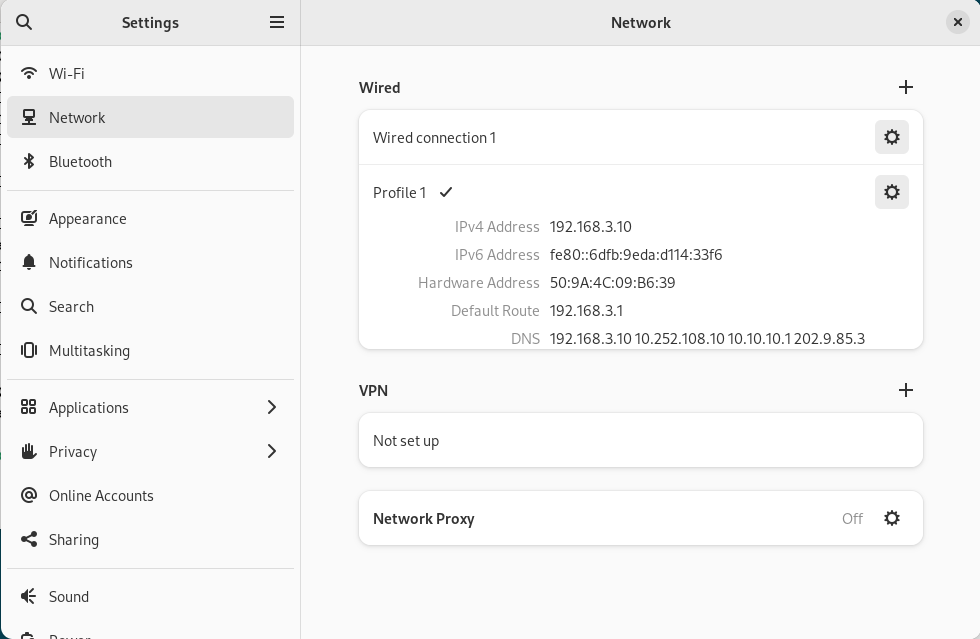 Settings
Network
Wi-Fi
Network
Bluetooth
Appearance
Notifications
Search
Multitasking
Applications
Privacy
Online Accounts
Sharing
Sound
Power
Wired
Wired connection 1
Profile 1
IPv4 Address 192.168.3.10
IPv6 Address fe80::6dfb:9eda:d114:33f6
Hardware Address 50:9A:4C:09:B6:39
Default Route 192.168.3.1
DNS 192.168.3.10 10.252.108.10 10.10.10.1 202.9.85.3
VPN
Not set up
Network Proxy Off